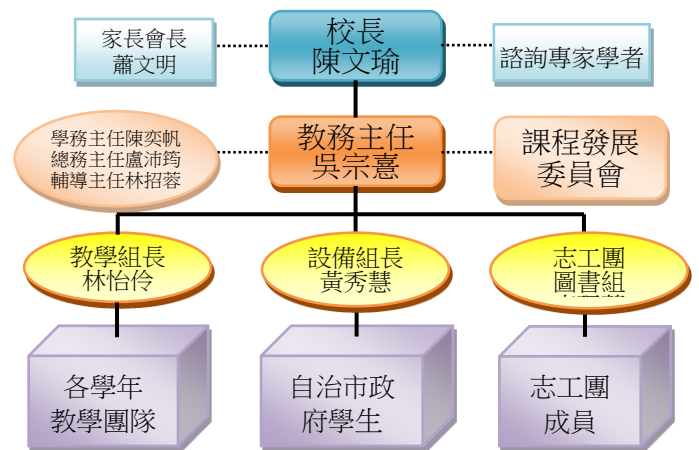 家長會長
蕭文明
校長
陳文瑜
諮詢專家學者
學務主任陳奕帆
總務主任盧沛筠
輔導主任林招蓉
教務主任
吳宗憙
課程發展
委員會
教學組長
林怡伶
設備組長
黃秀慧
志工團
圖書組
各學年
教學團隊
自治市政
府學生
志工團
成員